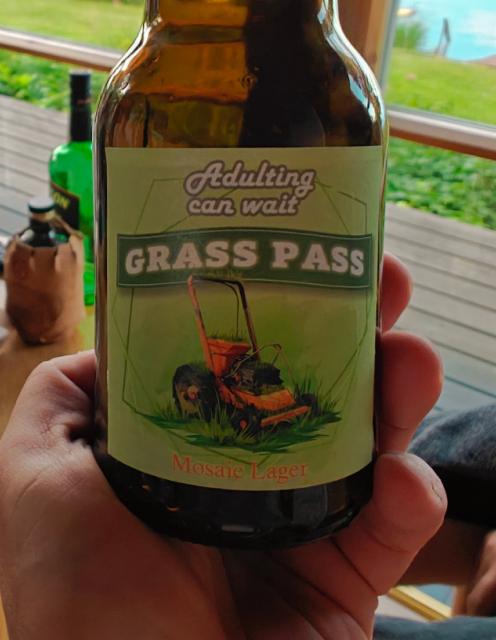 Adulting
can wait
GRASS PASS
Mosaic Lager